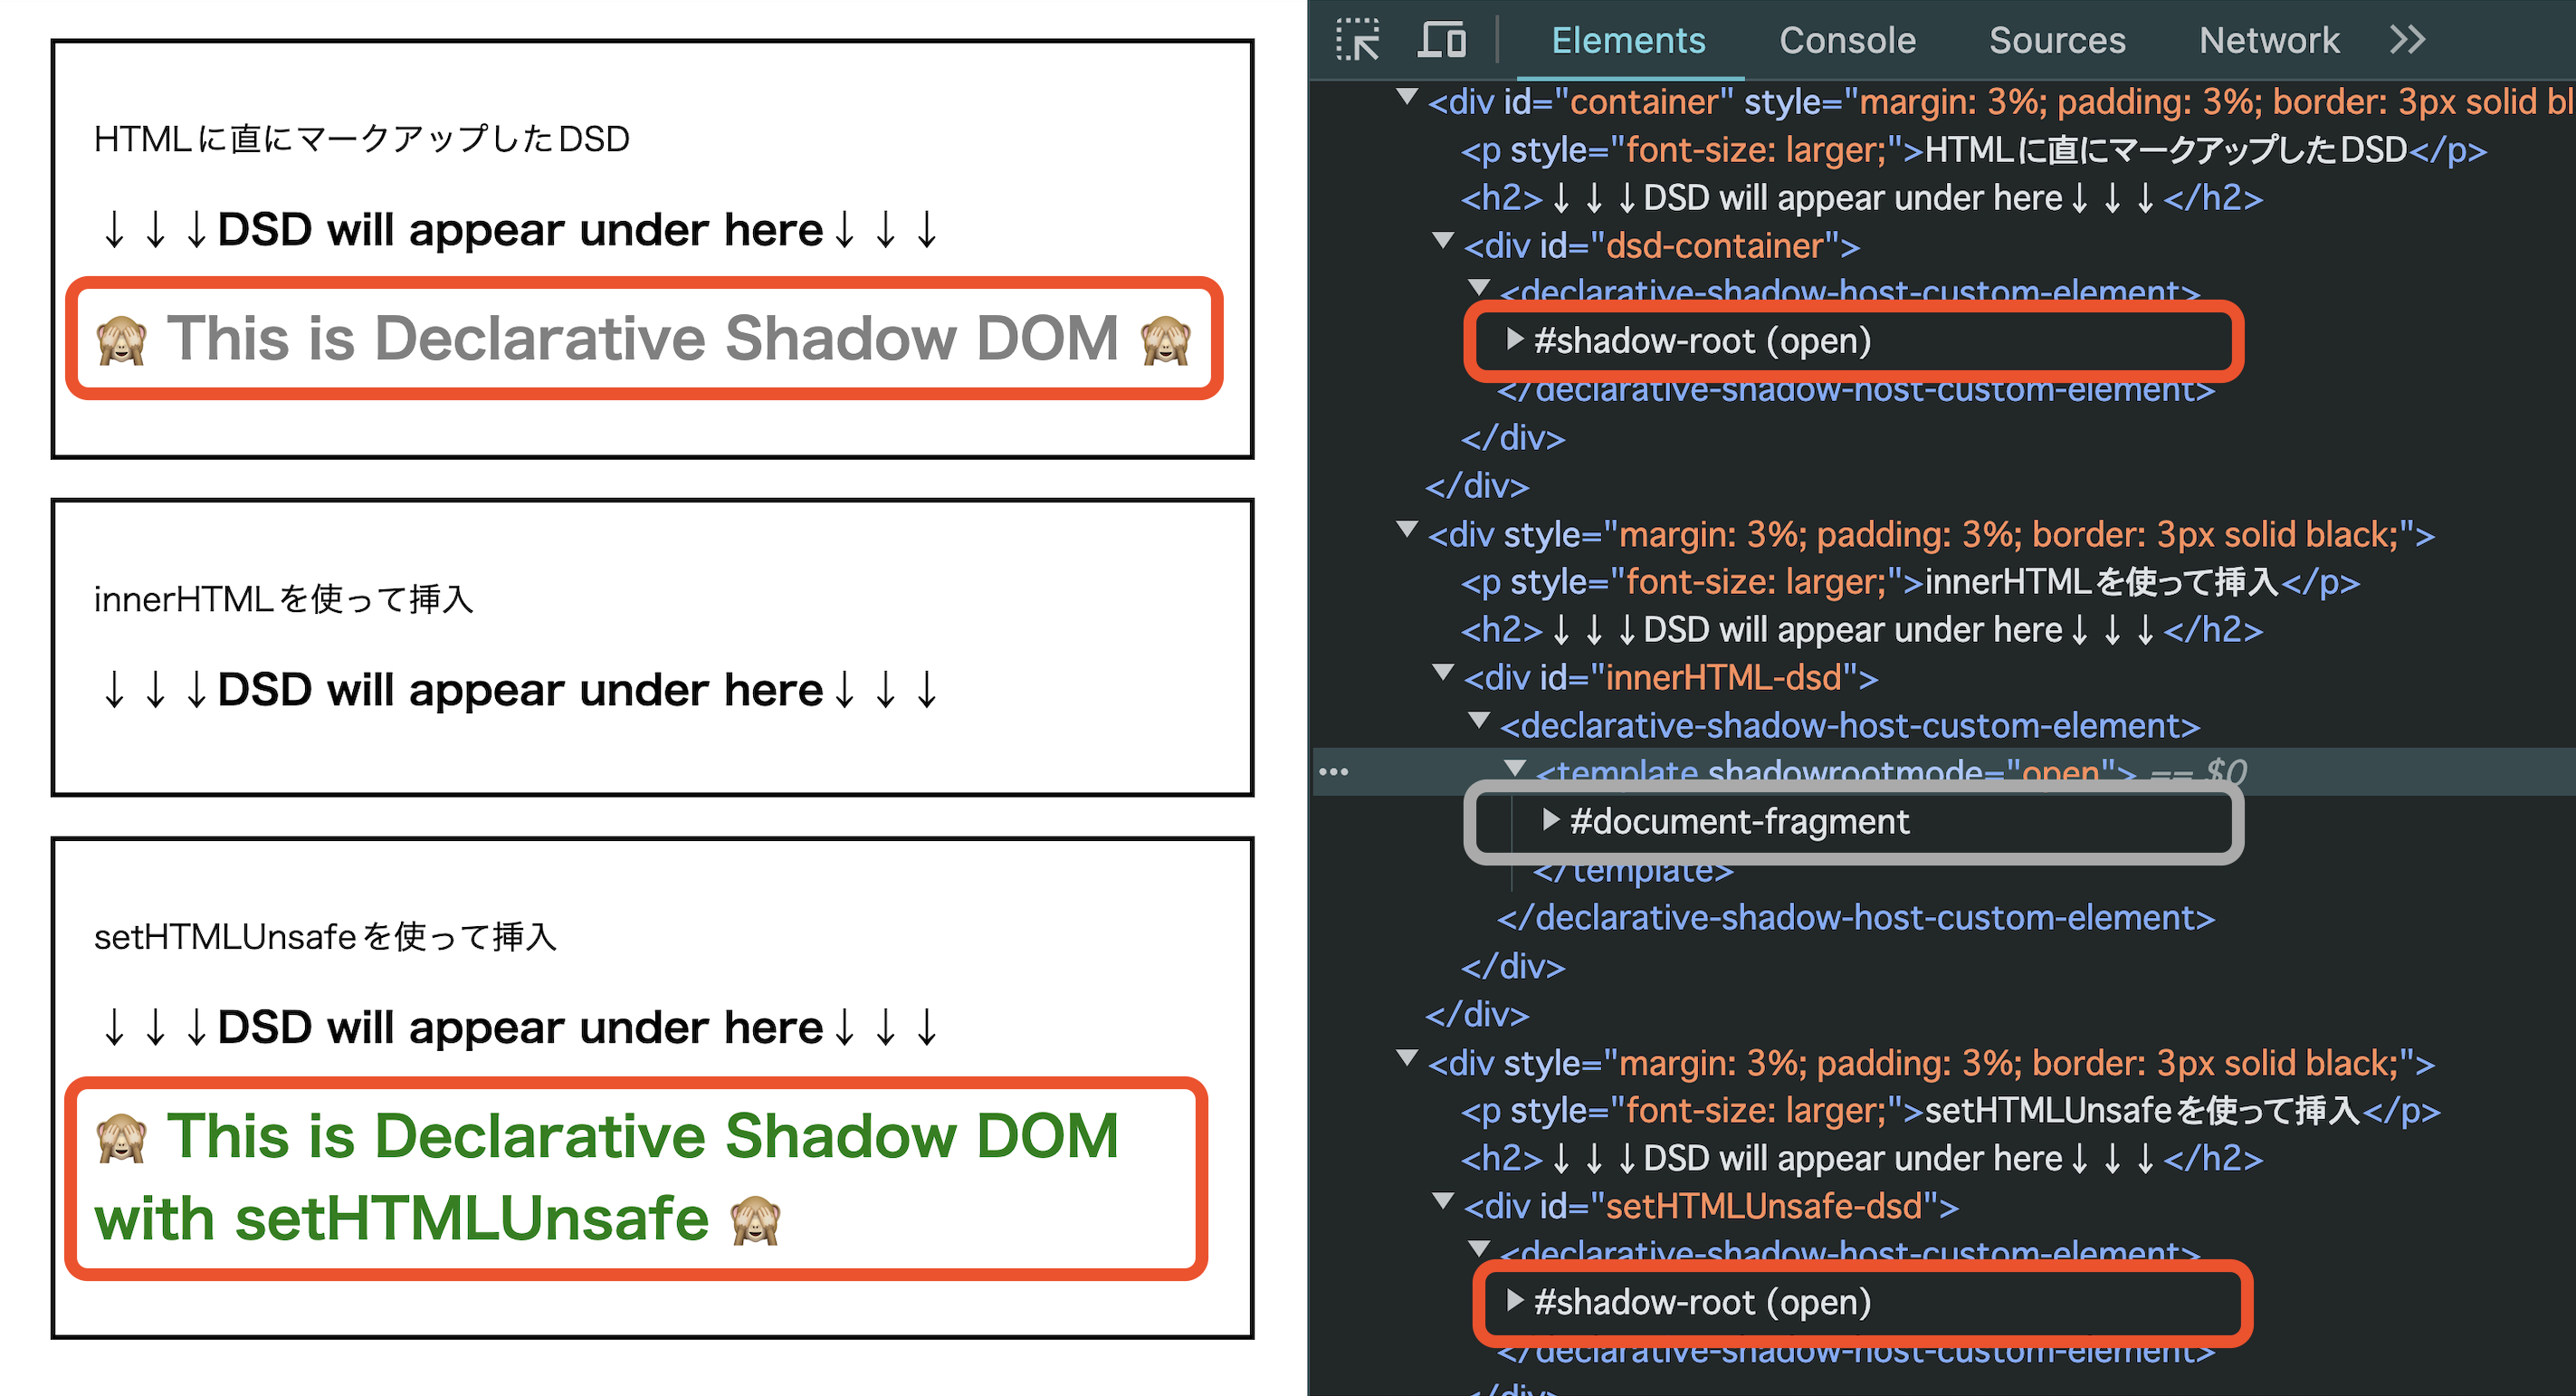 HTMLに直にマークアップしたDSD
↓↓↓DSD will appear under here↓↓↓
🙈 This is Declarative Shadow DOM 🙈
innerHTMLを使って挿入
↓↓↓DSD will appear under here↓↓↓
setHTMLUnsafeを使って挿入
↓↓↓DSD will appear under here↓↓↓
🙈 This is Declarative Shadow DOM
with setHTMLUnsafe 🙈
Elements Console Sources Network
<div id="container" style="margin: 3%; padding: 3%; border: 3px solid bl
<p style="font-size: larger;">HTMLに直にマークアップしたDSD</p>
<h2>↓↓↓DSD will appear under here↓↓↓</h2>
<div id="dsd-container">
<declarative-shadow-host-custom-element>
#shadow-root (open)
</declarative-shadow-host-custom-element>
</div>
</div>
<div style="margin: 3%; padding: 3%; border: 3px solid black;">
<p style="font-size: larger;">innerHTMLを使って挿入</p>
<h2>↓↓↓DSD will appear under here↓↓↓</h2>
<div id="innerHTML-dsd">
<declarative-shadow-host-custom-element>
<template shadowrootmode="open"> == $0
#document-fragment
</template>
</declarative-shadow-host-custom-element>
</div>
</div>
<div style="margin: 3%; padding: 3%; border: 3px solid black;">
<p style="font-size: larger;">setHTMLUnsafeを使って挿入</p>
<h2>↓↓↓DSD will appear under here↓↓↓</h2>
<div id="setHTMLUnsafe-dsd">
<declarative-shadow-host-custom-element>
#shadow-root (open)
</declarative-shadow-host-custom-element>
</div>